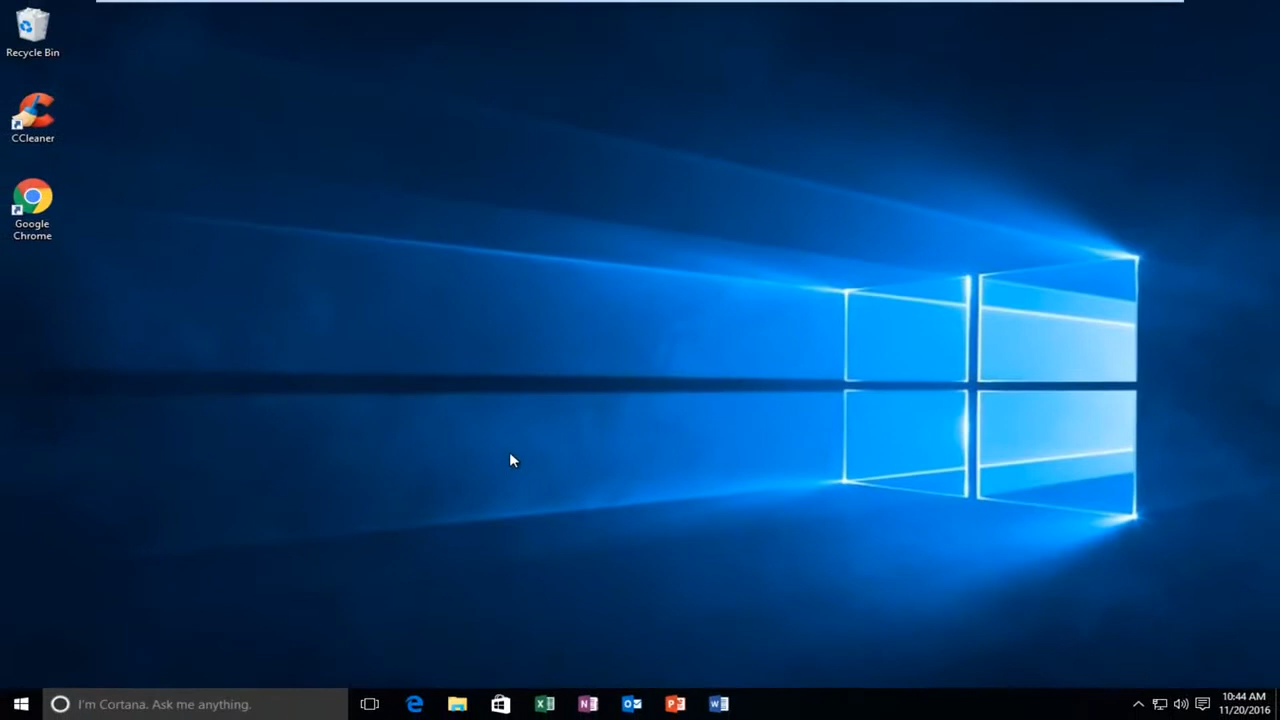 Recycle Bin
CCleaner
Google
Chrome
I'm Cortana. Ask me anything.
10:44 AM
11/20/2016